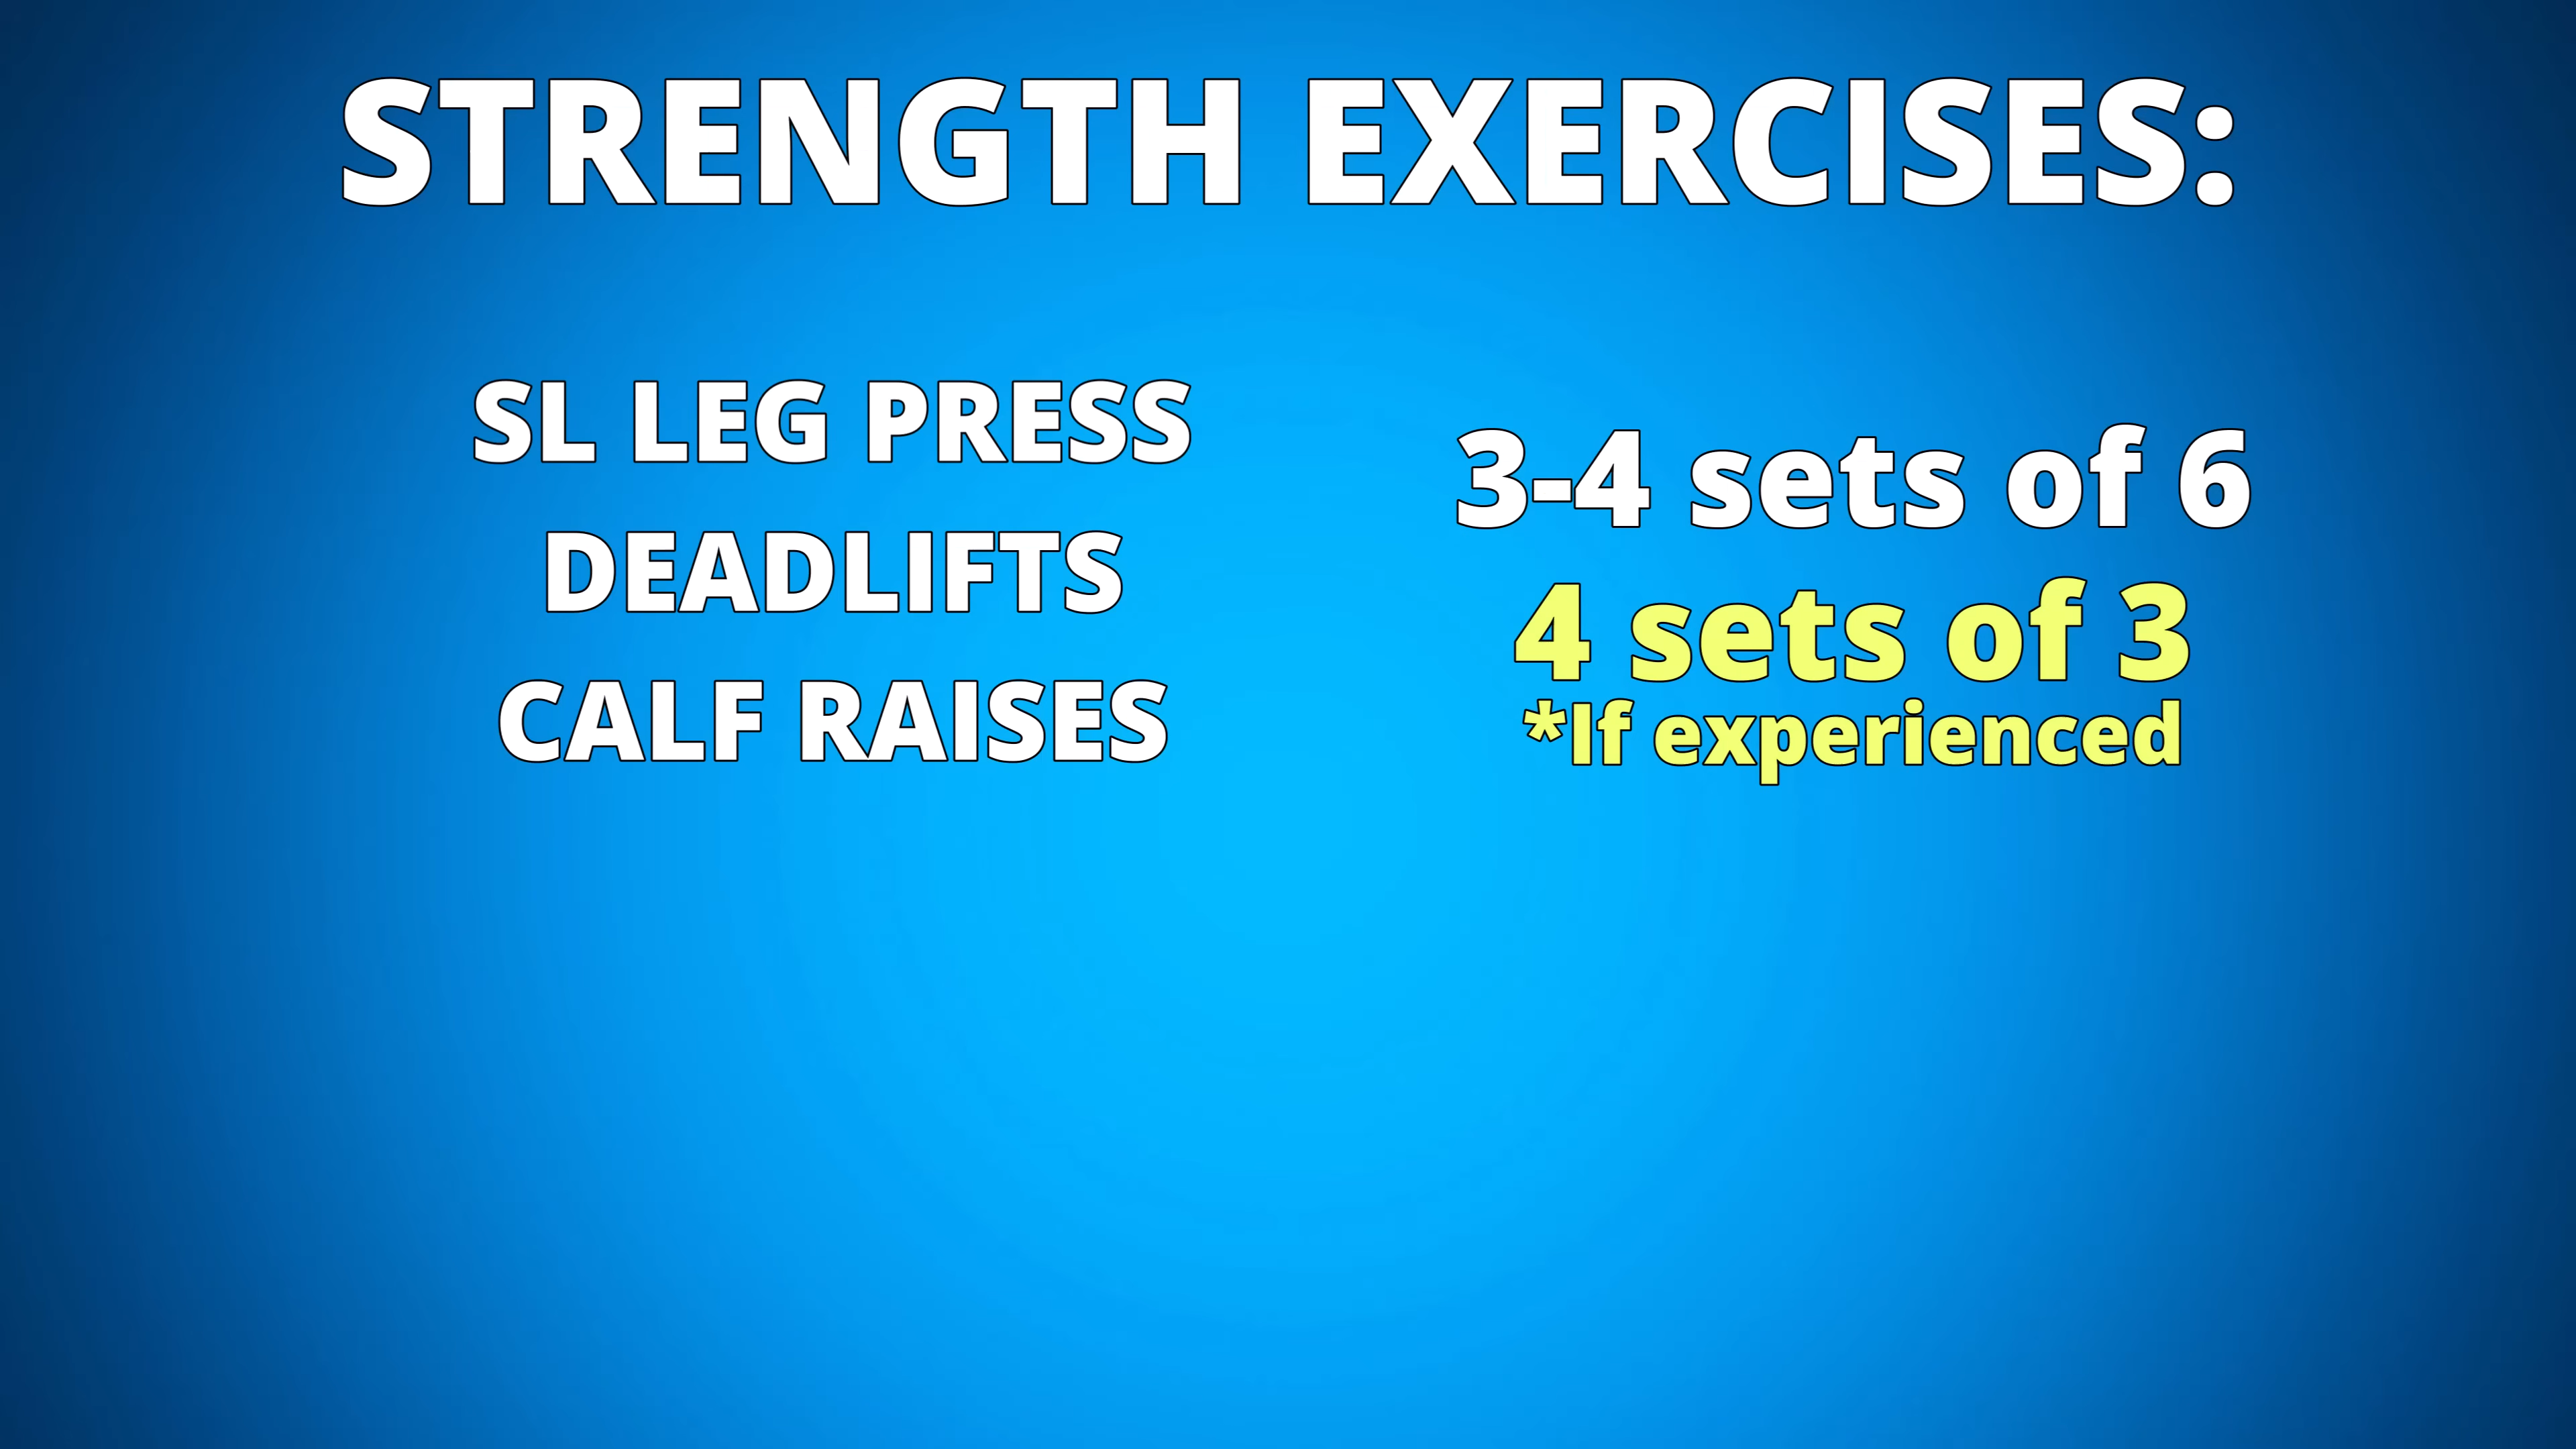 STRENGTH EXERCISES:
SL LEG PRESS
DEADLIFTS
CALF RAISES
3-4 sets of 6
4 sets of 3
*If experienced